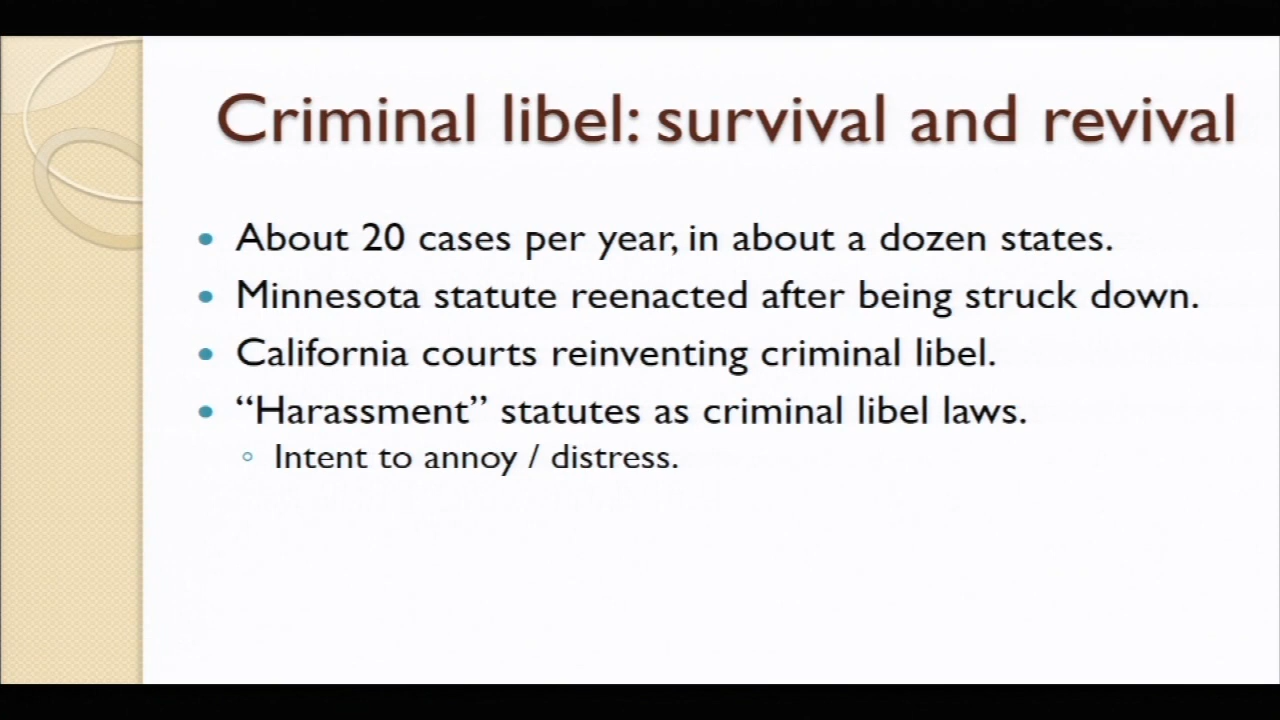 Criminal libel: survival and revival
• About 20 cases per year, in about a dozen states.
• Minnesota statute reenacted after being struck down.
• California courts reinventing criminal libel.
• “Harassment” statutes as criminal libel laws.
◦ Intent to annoy / distress.